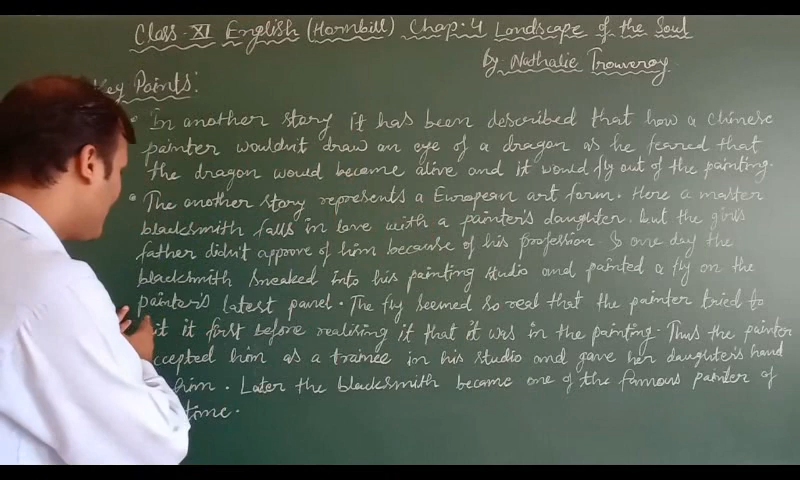 Class - XI English (Hornbill) Chap. 4 Landscape of the Soul
by Nathalie Trouveroy
Key Points:
• In another story it has been described that how a chinese
painter wouldn't draw an eye of a dragon as he feared that
the dragon would became alive and it would fly out of the painting.
• The another story represents a European art form. Here a master
blacksmith falls in love with a painter's daughter. but the girl's
father didn't approve of him because of his profession. So one day the
blacksmith sneaked into his painting studio and painted a fly on the
painter's latest panel. The fly seemed so real that the painter tried to
it it first before realising it that it was in the painting. Thus the painter
ccepted him as a trainee in his studio and gave her daughter's hand
him. Later the blacksmith became one of the famous painter of
time.